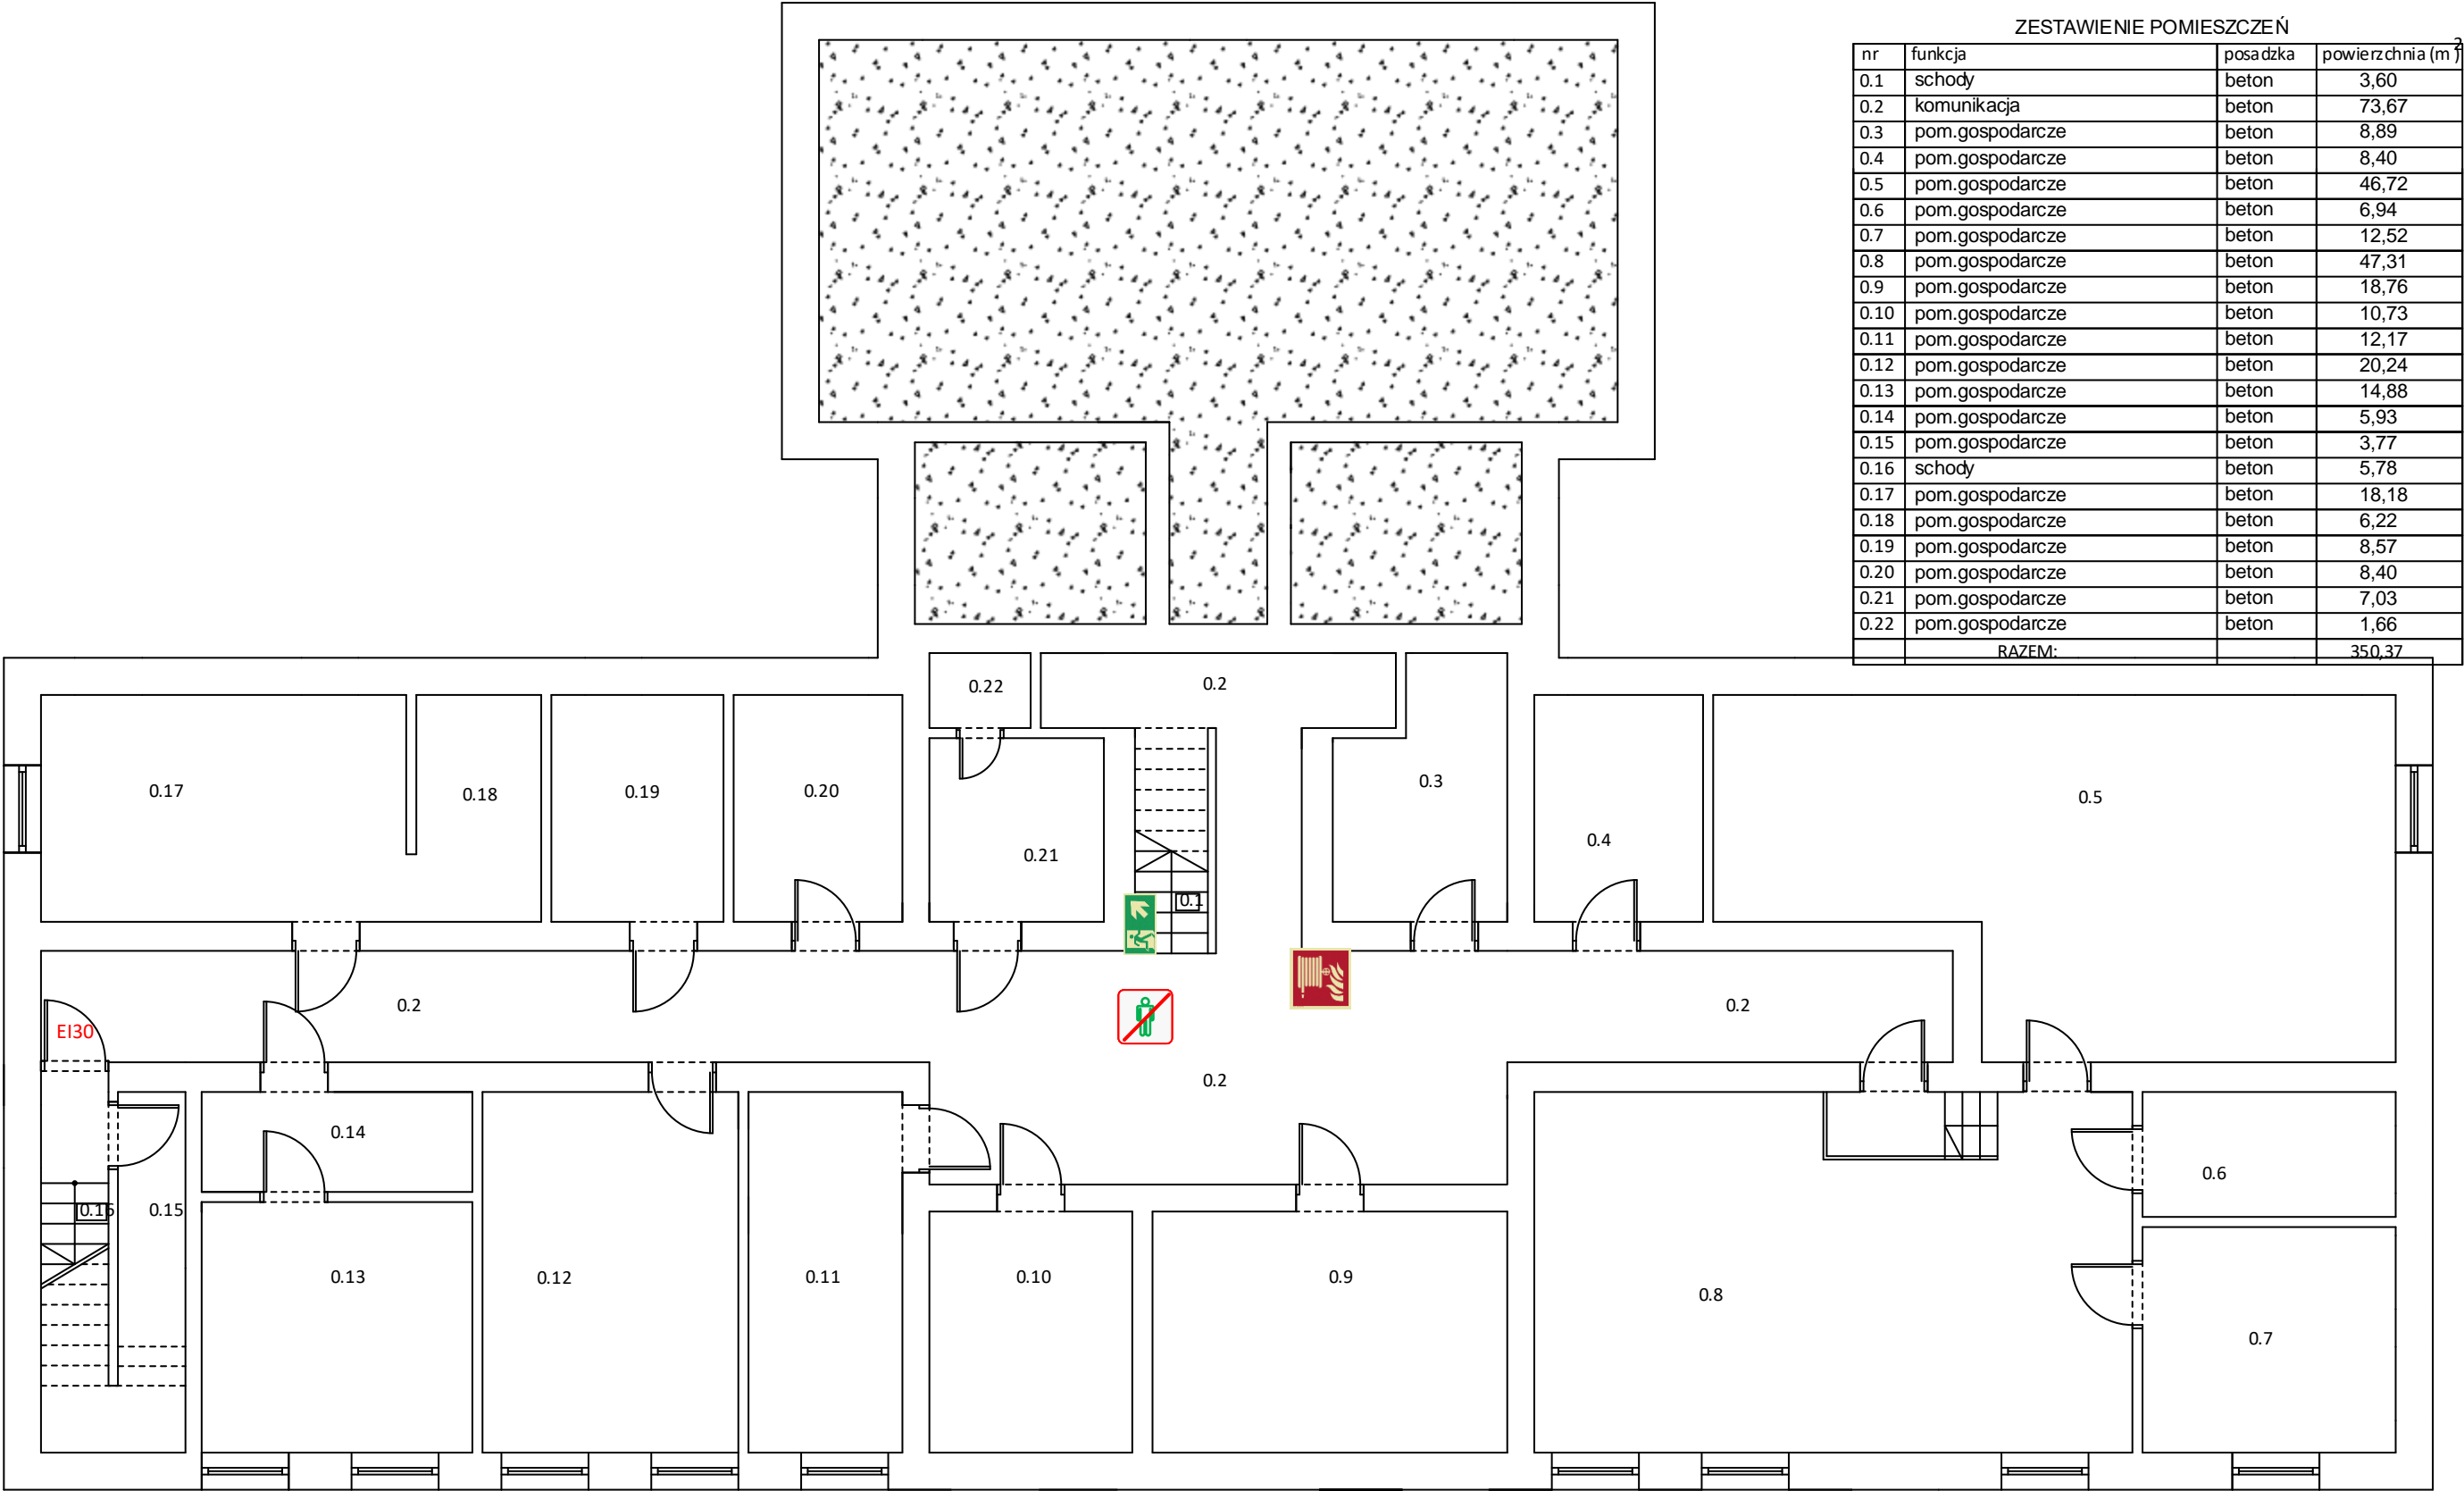 ZESTAWIENIE POMIESZCZEŃ
nr funkcja posadzka powierzchnia (m²)
0.1 schody beton 3,60
0.2 komunikacja beton 73,67
0.3 pom.gospodarcze beton 8,89
0.4 pom.gospodarcze beton 8,40
0.5 pom.gospodarcze beton 46,72
0.6 pom.gospodarcze beton 6,94
0.7 pom.gospodarcze beton 12,52
0.8 pom.gospodarcze beton 47,31
0.9 pom.gospodarcze beton 18,76
0.10 pom.gospodarcze beton 10,73
0.11 pom.gospodarcze beton 12,17
0.12 pom.gospodarcze beton 20,24
0.13 pom.gospodarcze beton 14,88
0.14 pom.gospodarcze beton 5,93
0.15 pom.gospodarcze beton 3,77
0.16 schody beton 5,78
0.17 pom.gospodarcze beton 18,18
0.18 pom.gospodarcze beton 6,22
0.19 pom.gospodarcze beton 8,57
0.20 pom.gospodarcze beton 8,40
0.21 pom.gospodarcze beton 7,03
0.22 pom.gospodarcze beton 1,66
RAZEM: 350,37
0.22
0.2
0.17
0.18
0.19
0.20
0.21
0.3
0.4
0.5
0.1
0.2
0.2
EI30
0.2
0.14
0.6
0.16
0.15
0.13
0.12
0.11
0.10
0.9
0.8
0.7